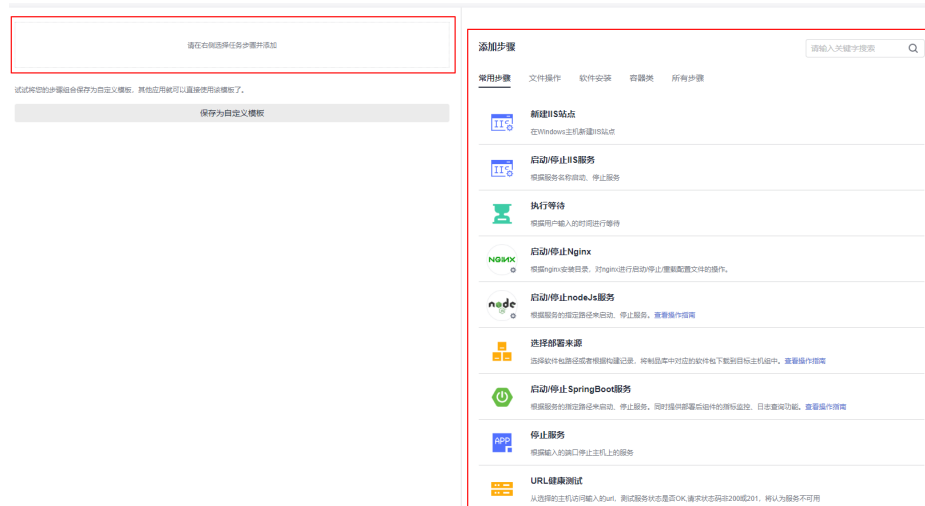 请在右侧选择任务步骤并添加
试试将您的步骤组合保存为自定义模板，其他应用就可以直接使用该模板了。
保存为自定义模板
添加步骤
请输入关键字搜索
常用步骤 文件操作 软件安装 容器类 所有步骤
IIS
新建IIS站点
在Windows主机新建IIS站点
IIS
启动/停止IIS服务
根据服务名称启动、停止服务
执行等待
根据用户输入的时间进行等待
NGINX
启动/停止Nginx
根据nginx安装目录，对nginx进行启动/停止/重载配置文件的操作。
node
启动/停止nodeJs服务
根据服务的指定路径来启动、停止服务。查看操作指南
选择部署来源
选择软件包路径或者根据构建记录，将制品库中对应的软件包下载到目标主机组中。查看操作指南
启动/停止SpringBoot服务
根据服务的指定路径来启动、停止服务。同时提供部署后组件的指标监控、日志查询功能。查看操作指南
APP
停止服务
根据输入的端口停止主机上的服务
URL健康测试
从选择的主机访问输入的url，测试服务状态是否OK,请求状态码非200或201，将认为服务不可用